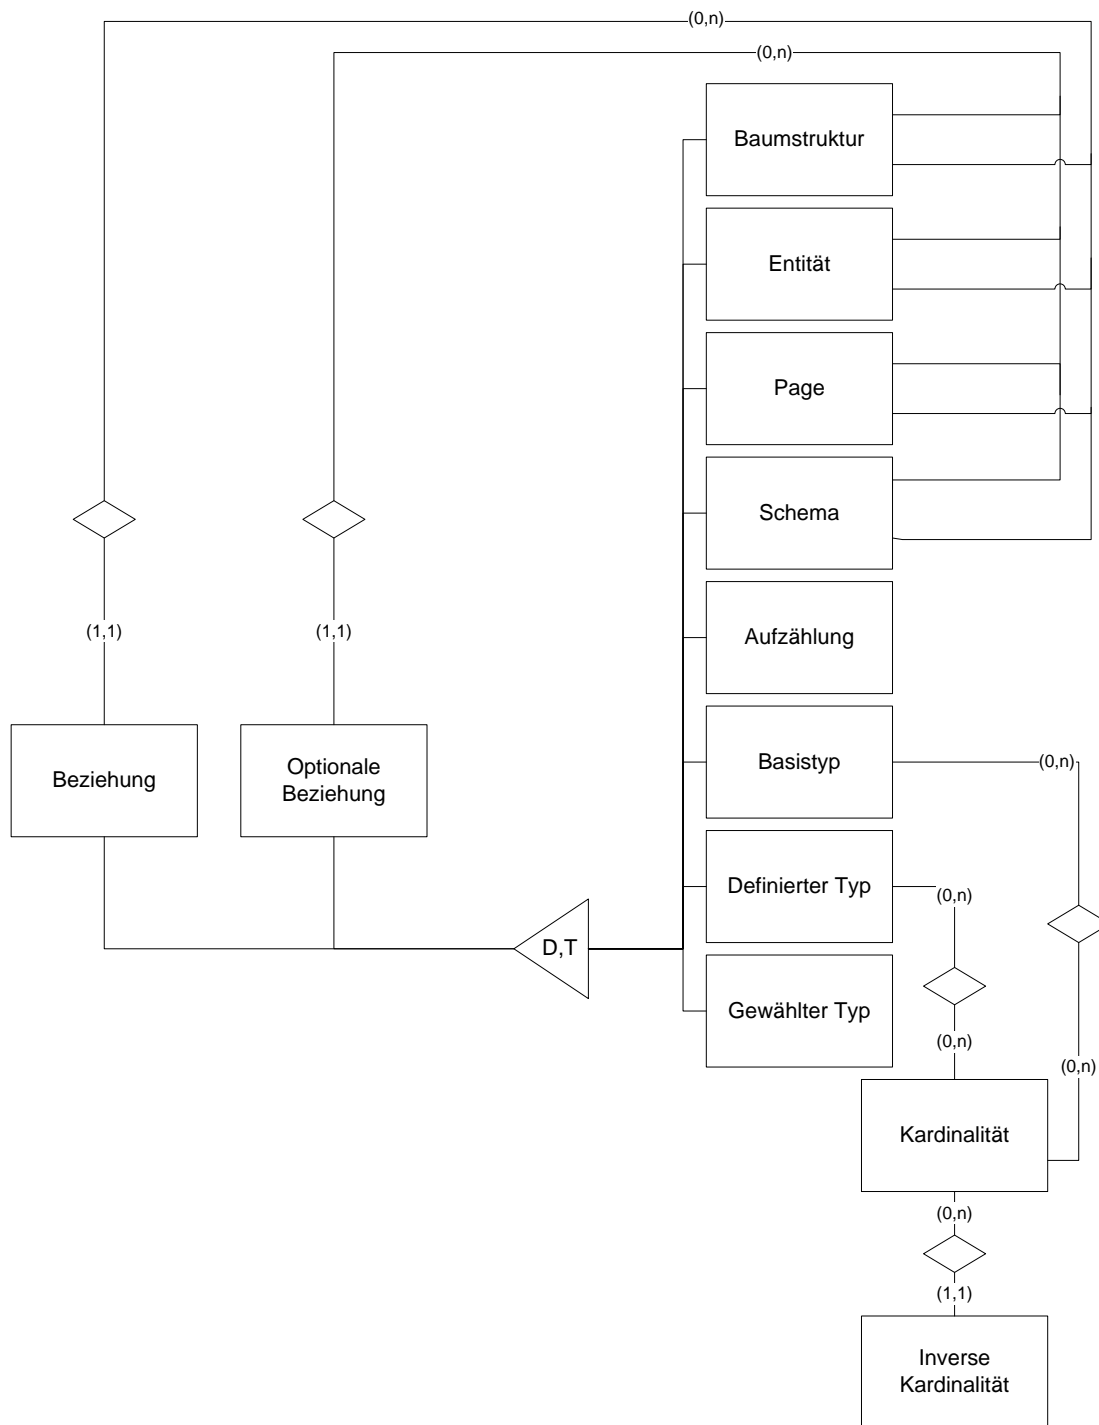 (0,n)
(0,n)
Baumstruktur
Entität
Page
Schema
Aufzählung
(1,1)
(1,1)
Basistyp
(0,n)
Beziehung
Optionale
Beziehung
Definierter Typ
(0,n)
D,T
Gewählter Typ
(0,n)
(0,n)
Kardinalität
(0,n)
(1,1)
Inverse
Kardinalität